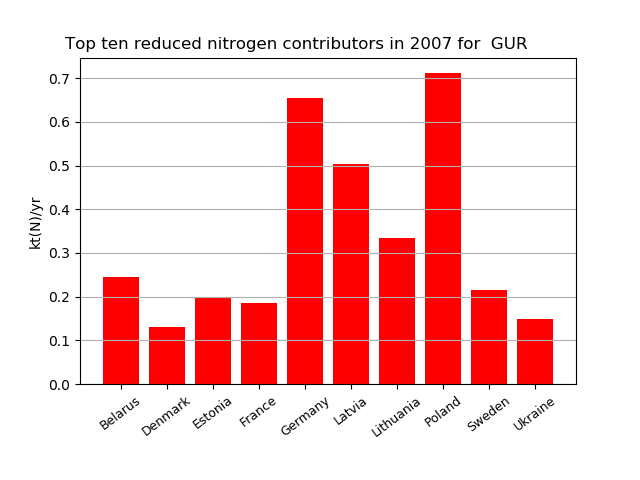 Top ten reduced nitrogen contributors in 2007 for  GUR
kt(N)/yr
0.7
0.6
0.5
0.4
0.3
0.2
0.1
0.0
Belarus
Denmark
Estonia
France
Germany
Latvia
Lithuania
Poland
Sweden
Ukraine